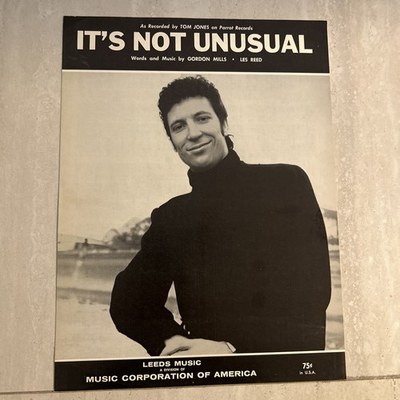 As Recorded by TOM JONES on Parrot Records
IT'S NOT UNUSUAL
Words and Music by GORDON MILLS • LES REED
LEEDS MUSIC
A DIVISION OF
MUSIC CORPORATION OF AMERICA
75¢
in U.S.A.